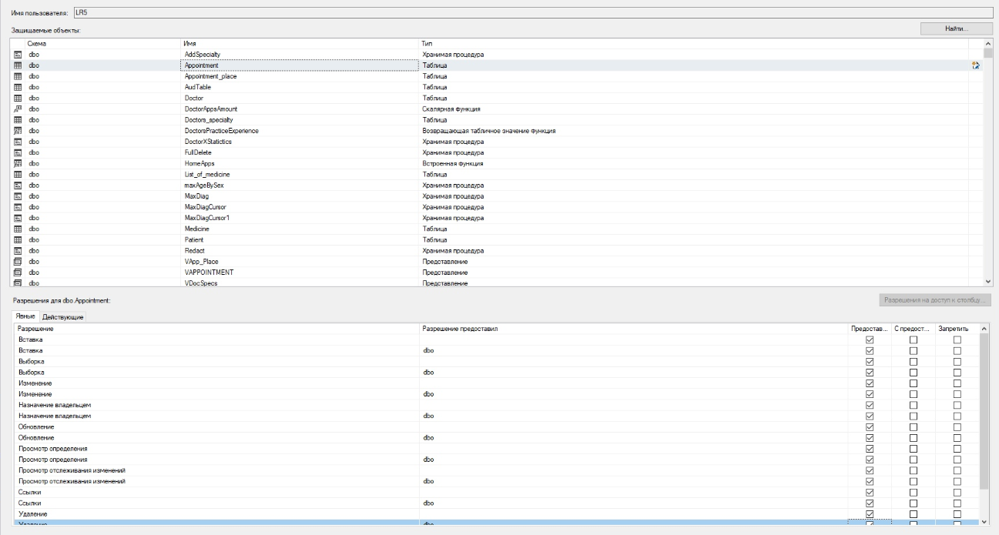 Имя пользователя: LR5
Защищаемые объекты: Найти...
Схема Имя Тип
dbo AddSpecialty Хранимая процедура
dbo Appointment Таблица
dbo Appointment_place Таблица
dbo AudTable Таблица
dbo Doctor Таблица
dbo DoctorAppsAmount Скалярная функция
dbo Doctors_specialty Таблица
dbo DoctorsPracticeExperience Возвращающая табличное значение функция
dbo DoctorXStatictics Хранимая процедура
dbo FullDelete Хранимая процедура
dbo HomeApps Встроенная функция
dbo List_of_medicine Таблица
dbo maxAgeBySex Хранимая процедура
dbo MaxDiag Хранимая процедура
dbo MaxDiagCursor Хранимая процедура
dbo MaxDiagCursor1 Хранимая процедура
dbo Medicine Таблица
dbo Patient Таблица
dbo Redact Хранимая процедура
dbo VApp_Place Представление
dbo VAPPOINTMENT Представление
dbo VDocSpecs Представление
Разрешения для dbo.Appointment: Разрешения на доступ к столбцу...
Явные Действующие
Разрешение Разрешение предоставил Предостав... С предост... Запретить
Вставка
Вставка dbo
Выборка
Выборка dbo
Изменение
Изменение dbo
Назначение владельцем
Назначение владельцем dbo
Обновление
Обновление dbo
Просмотр определения
Просмотр определения dbo
Просмотр отслеживания изменений
Просмотр отслеживания изменений dbo
Ссылки
Ссылки dbo
Удаление
Удаление dbo